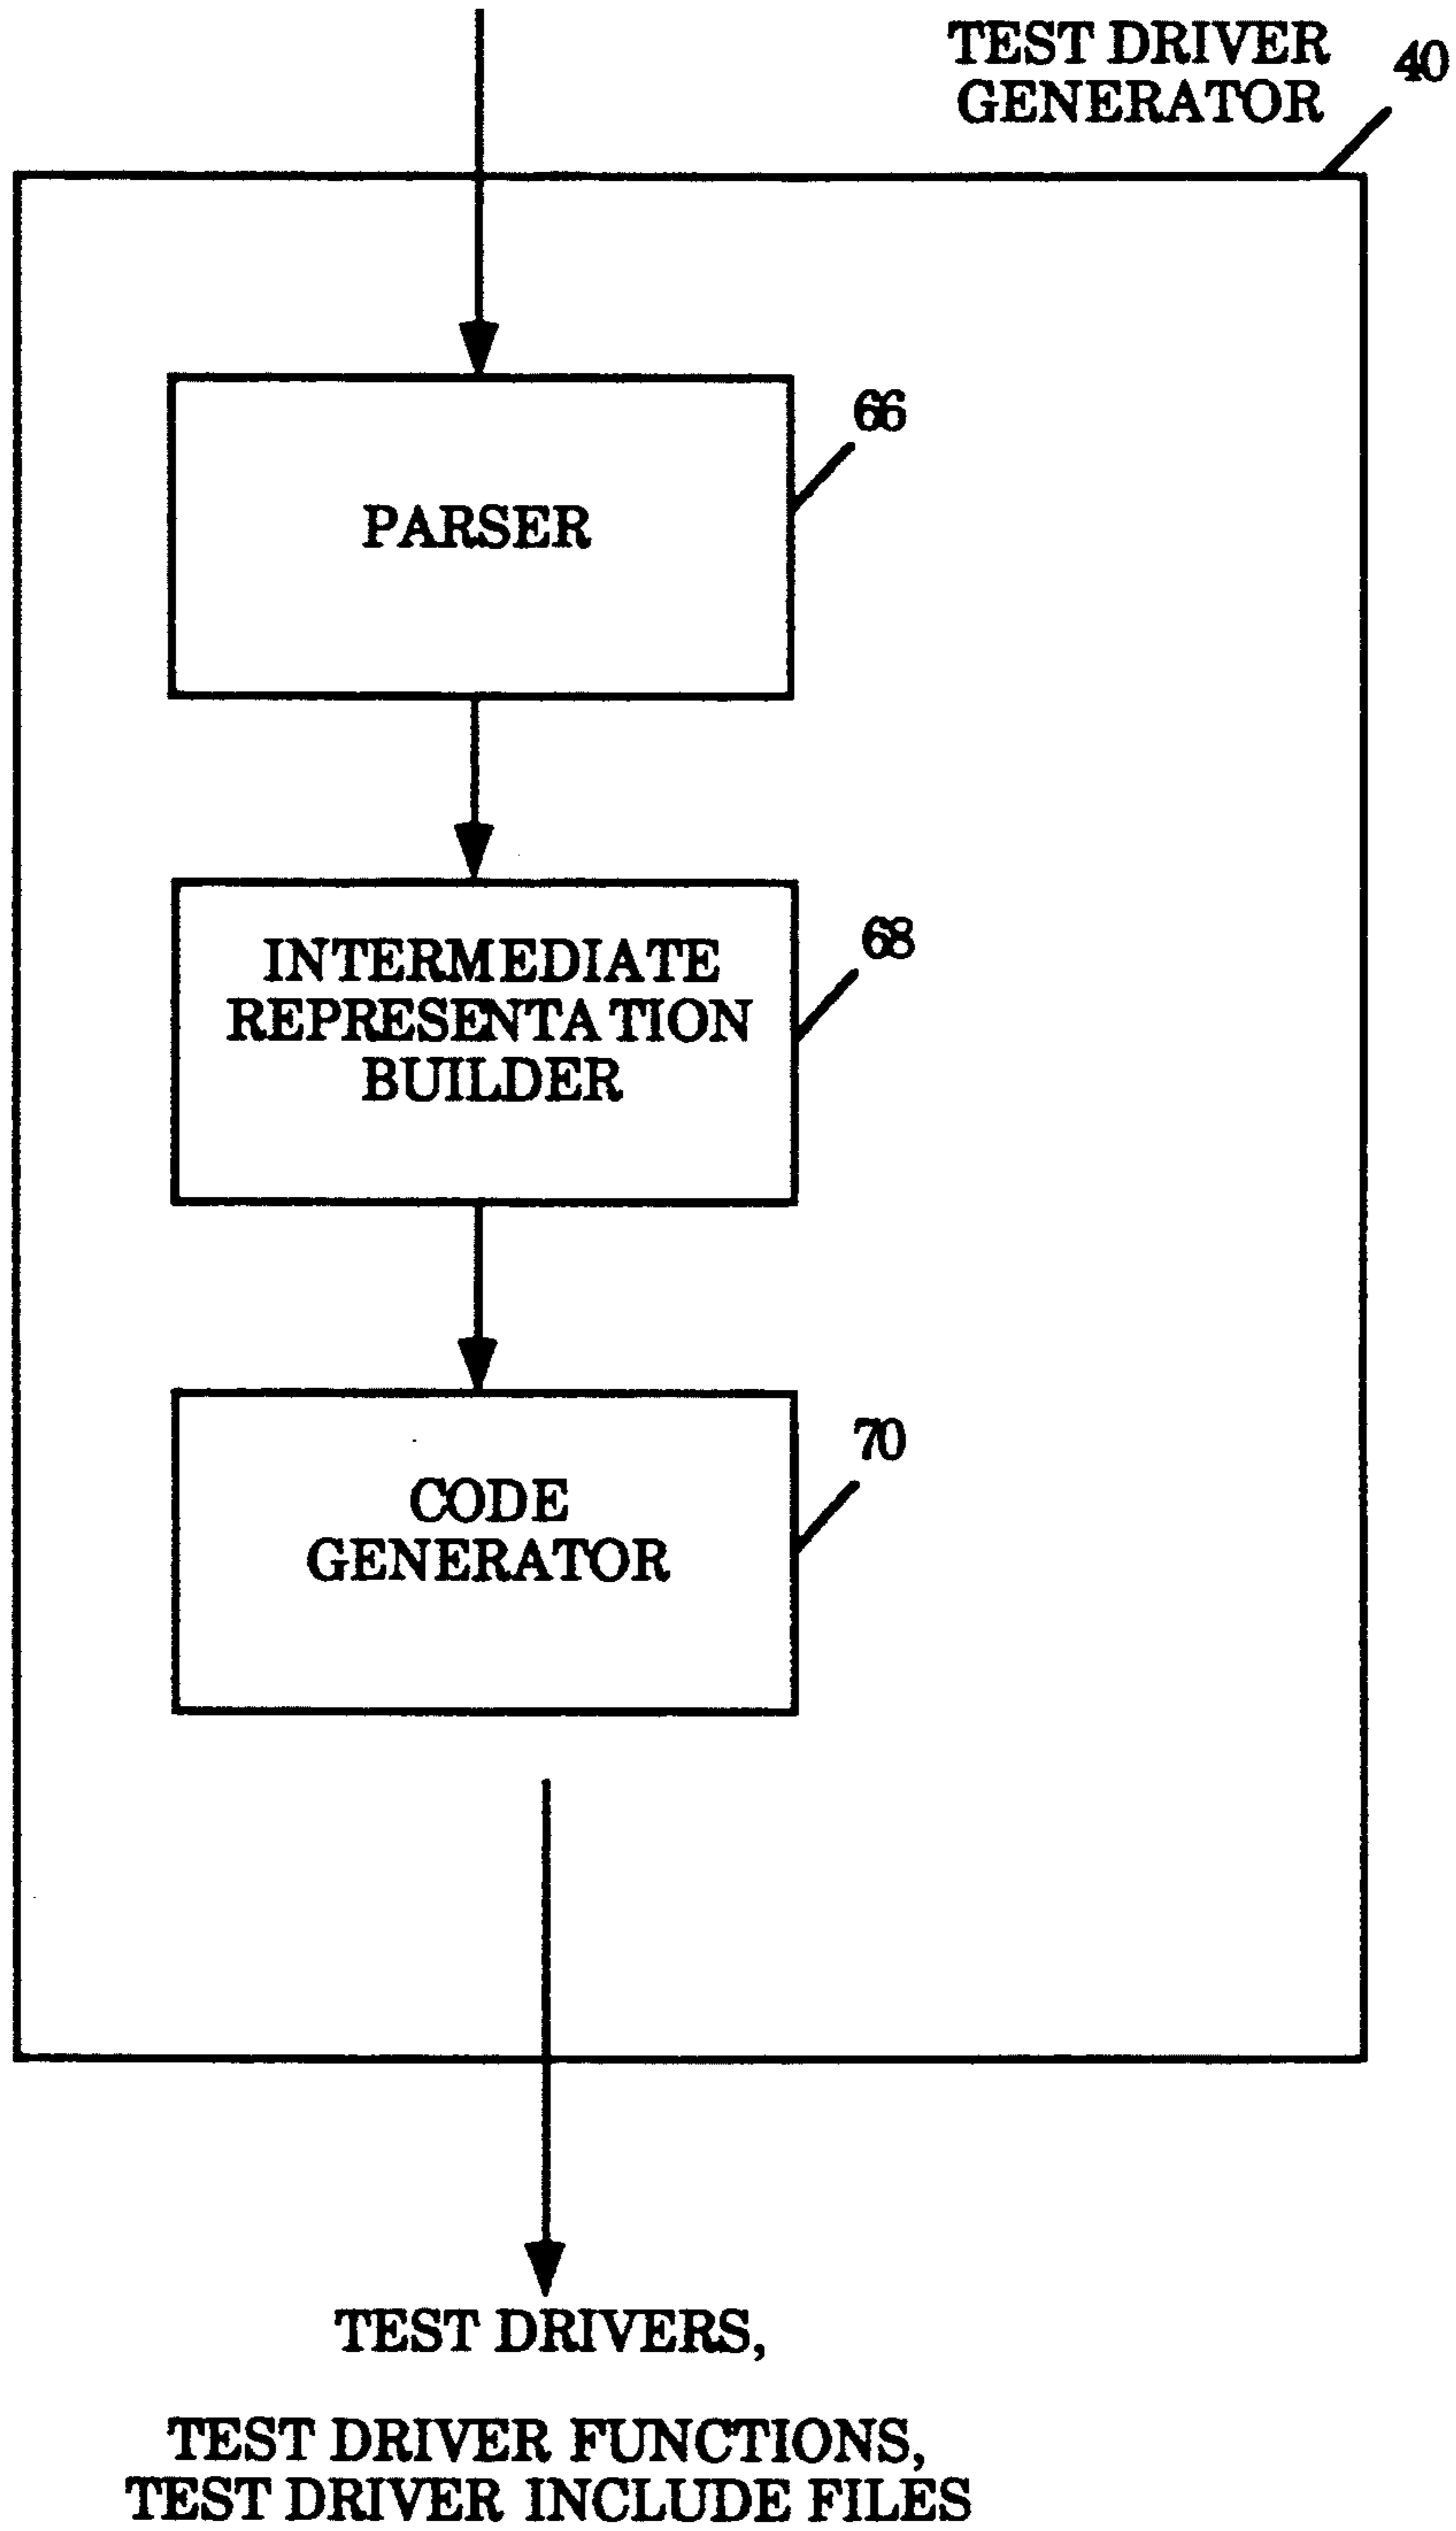 TEST DRIVER
GENERATOR
40
66
PARSER
68
INTERMEDIATE
REPRESENTATION
BUILDER
70
CODE
GENERATOR
TEST DRIVERS,
TEST DRIVER FUNCTIONS,
TEST DRIVER INCLUDE FILES